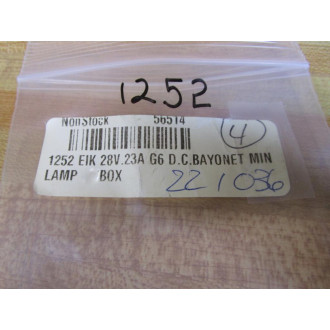 1252
NonStock 56514 4
1252 EIK 28V.23A G6 D.C.BAYONET MIN
LAMP BOX 221036